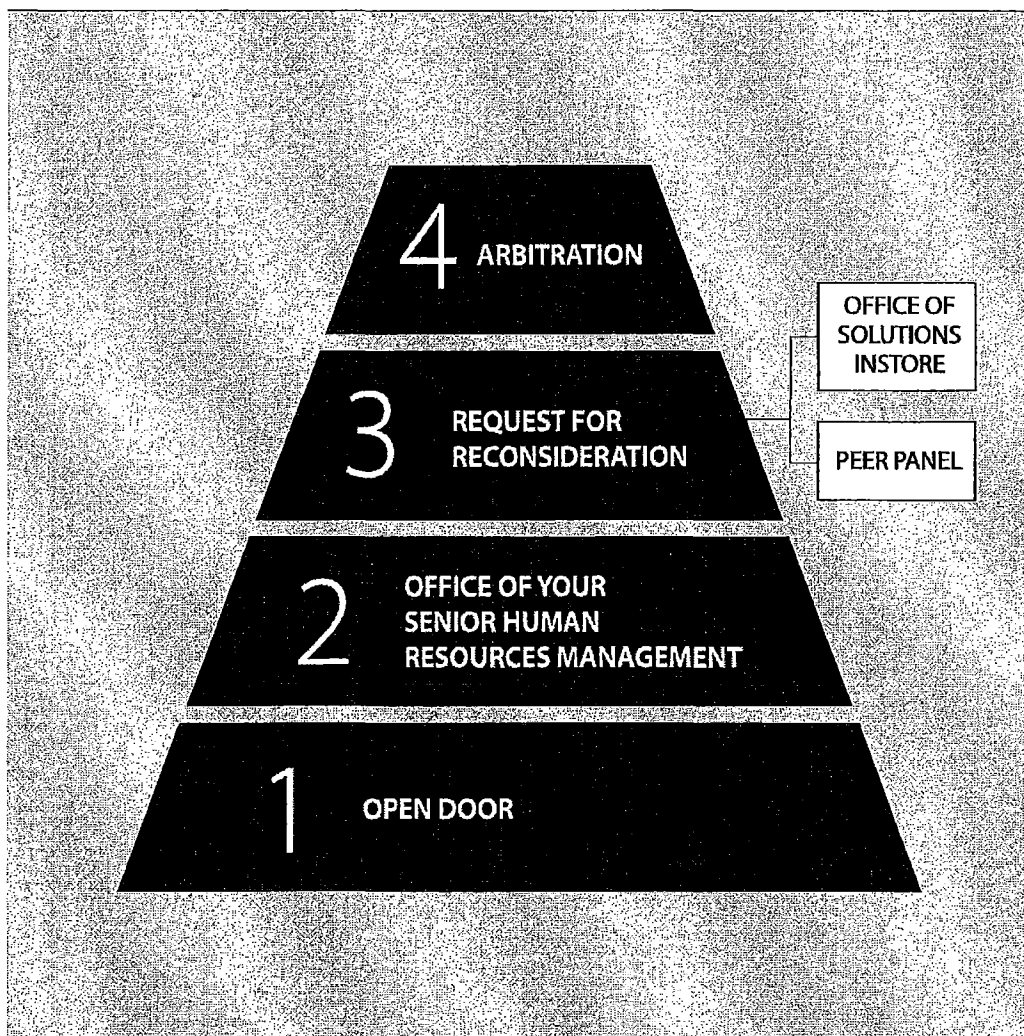 4 ARBITRATION
3 REQUEST FOR
RECONSIDERATION
OFFICE OF
SOLUTIONS
INSTORE
PEER PANEL
2 OFFICE OF YOUR
SENIOR HUMAN
RESOURCES MANAGEMENT
1 OPEN DOOR